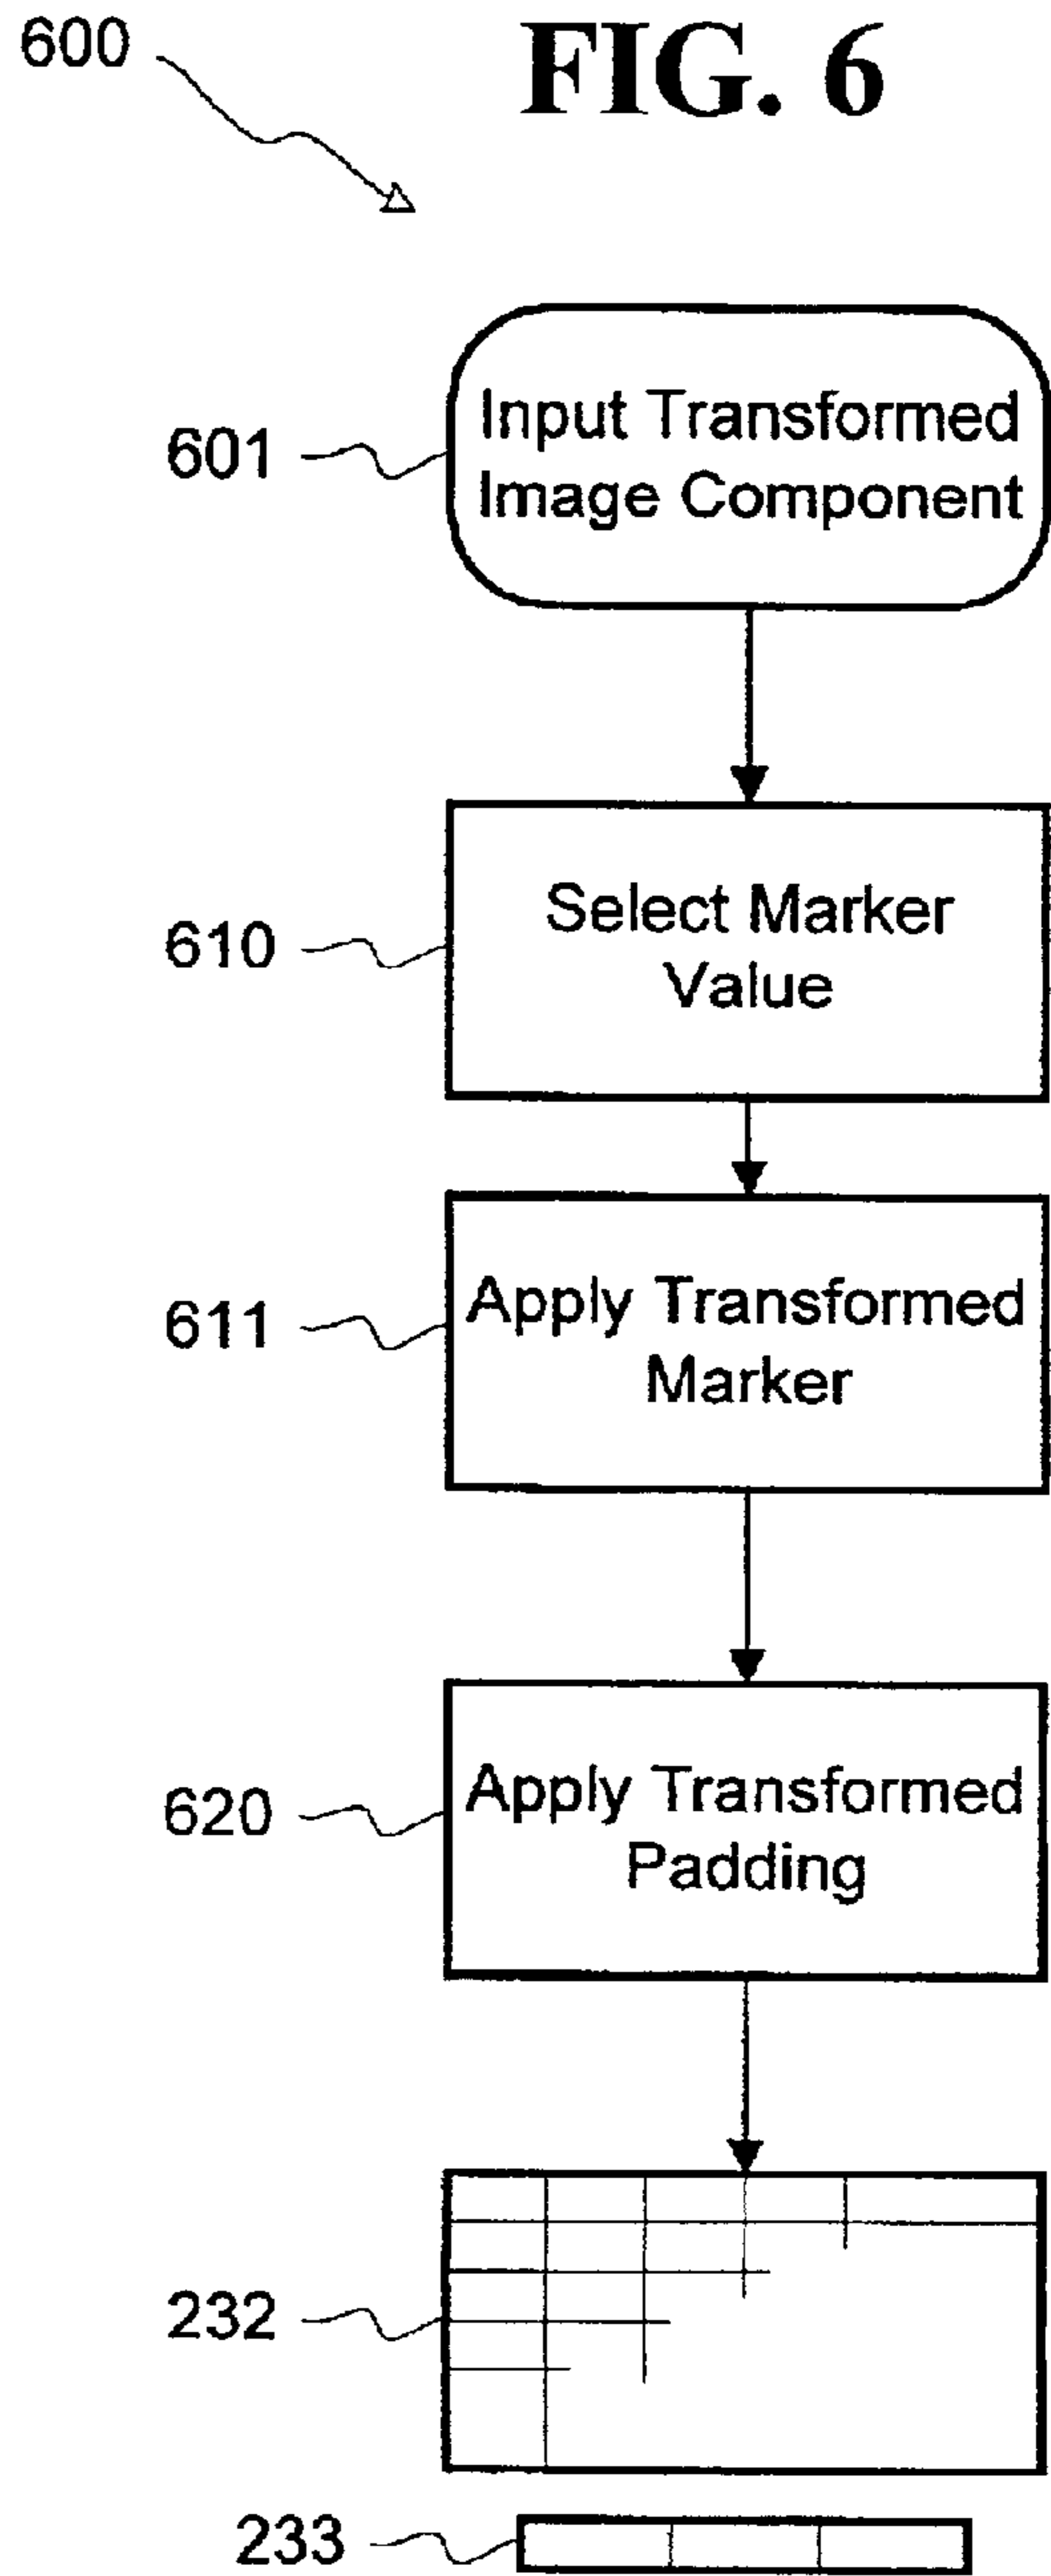 600
FIG. 6
601
Input Transformed
Image Component
610
Select Marker
Value
611
Apply Transformed
Marker
620
Apply Transformed
Padding
232
233